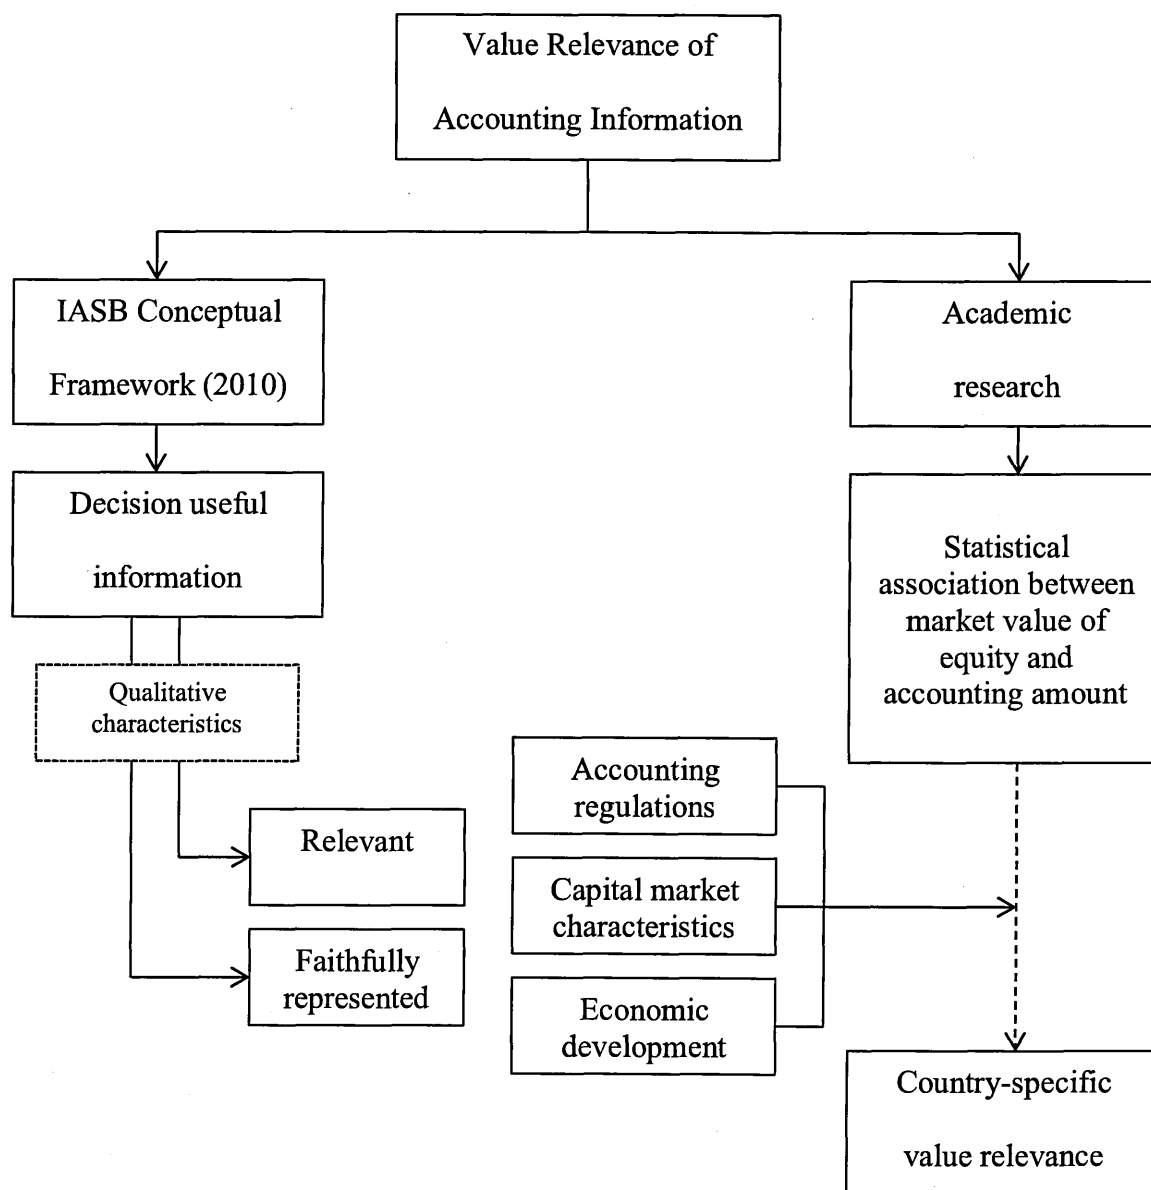 Value Relevance of
Accounting Information
IASB Conceptual
Framework (2010)
Academic
research
Decision useful
information
Statistical
association between
market value of
equity and
accounting amount
Qualitative
characteristics
Accounting
regulations
Relevant
Capital market
characteristics
Faithfully
represented
Economic
development
Country-specific
value relevance